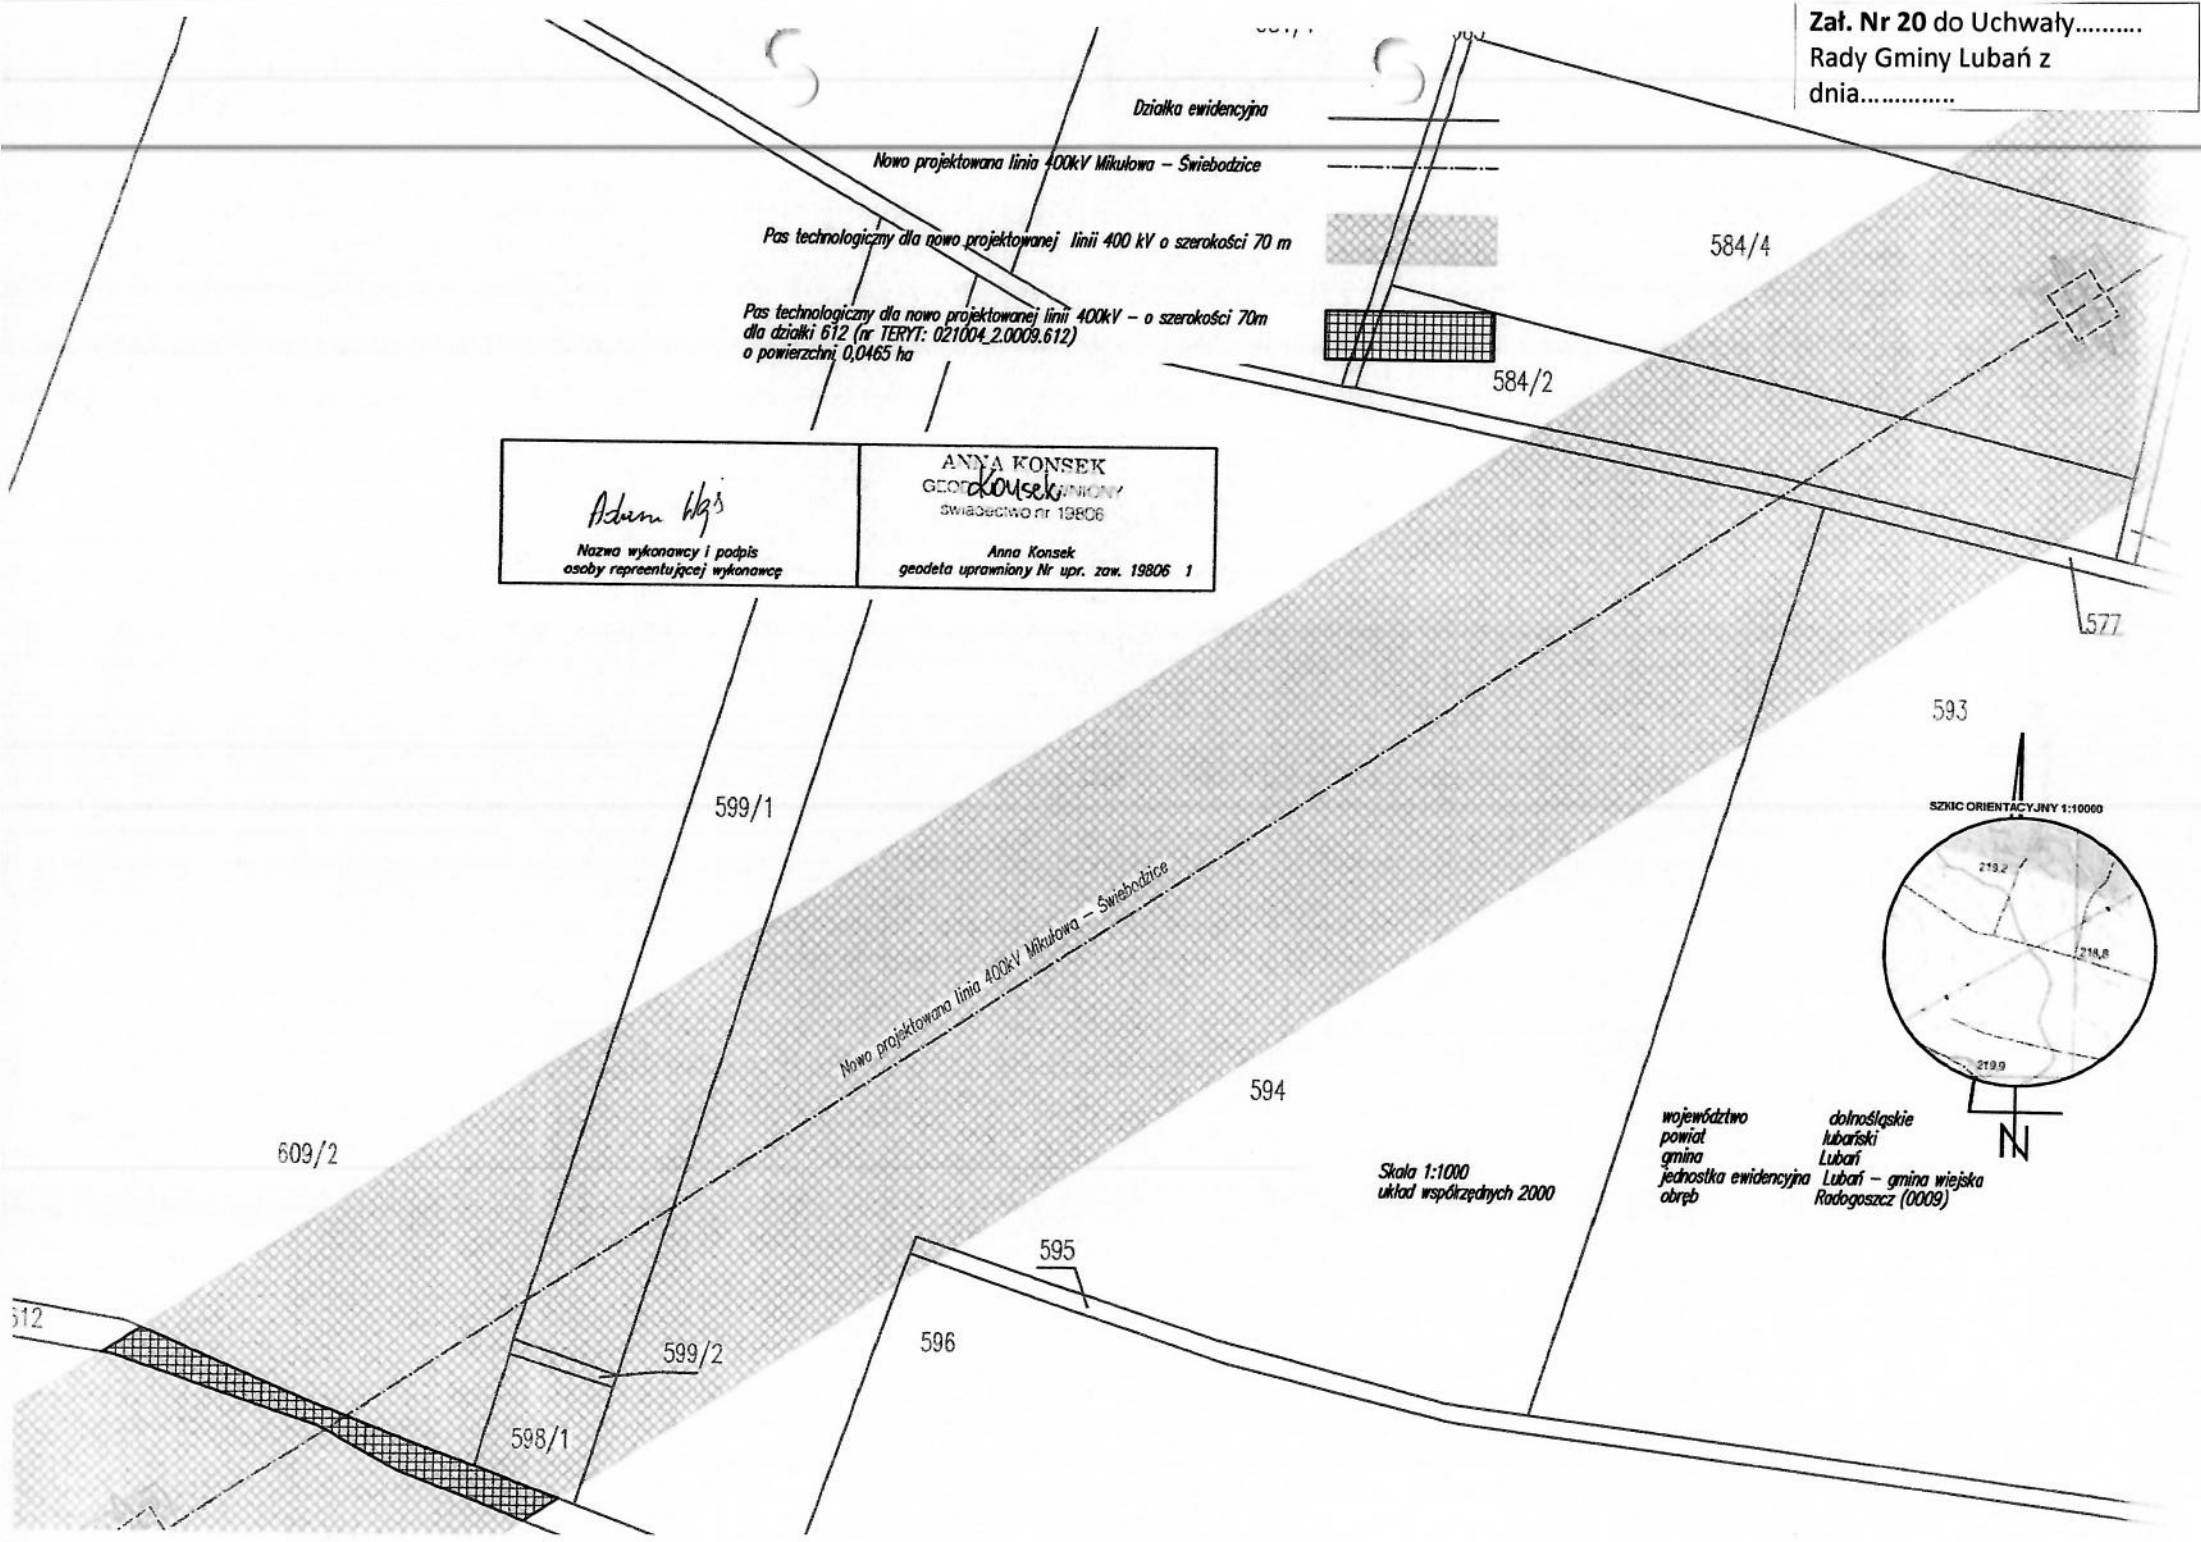 Zał. Nr 20 do Uchwały..........
Rady Gminy Lubań z
dnia.............
Działka ewidencyjna
Nowo projektowana linia 400kV Mikułowa – Świebodzice
Pas technologiczny dla nowo projektowanej linii 400 kV o szerokości 70 m
Pas technologiczny dla nowo projektowanej linii 400kV – o szerokości 70m
dla działki 612 (nr TERYT: 021004_2.0009.612)
o powierzchni 0,0465 ha
584/4
584/2
ANNA KONSEK
świadectwo nr 19806
Nazwa wykonawcy i podpis
osoby repreentującej wykonawcę
Anna Konsek
geodeta uprawniony Nr upr. zaw. 19806 1
577
593
599/1
SZKIC ORIENTACYJNY 1:10000
219.2
218,8
219,9
N
Nowo projektowana linia 400kV Mikułowa – Świebodzice
594
609/2
województwo dolnośląskie
powiat lubański
gmina Lubań
jednostka ewidencyjna Lubań – gmina wiejska
obręb Radogoszcz (0009)
Skala 1:1000
układ współrzędnych 2000
595
596
612
599/2
598/1